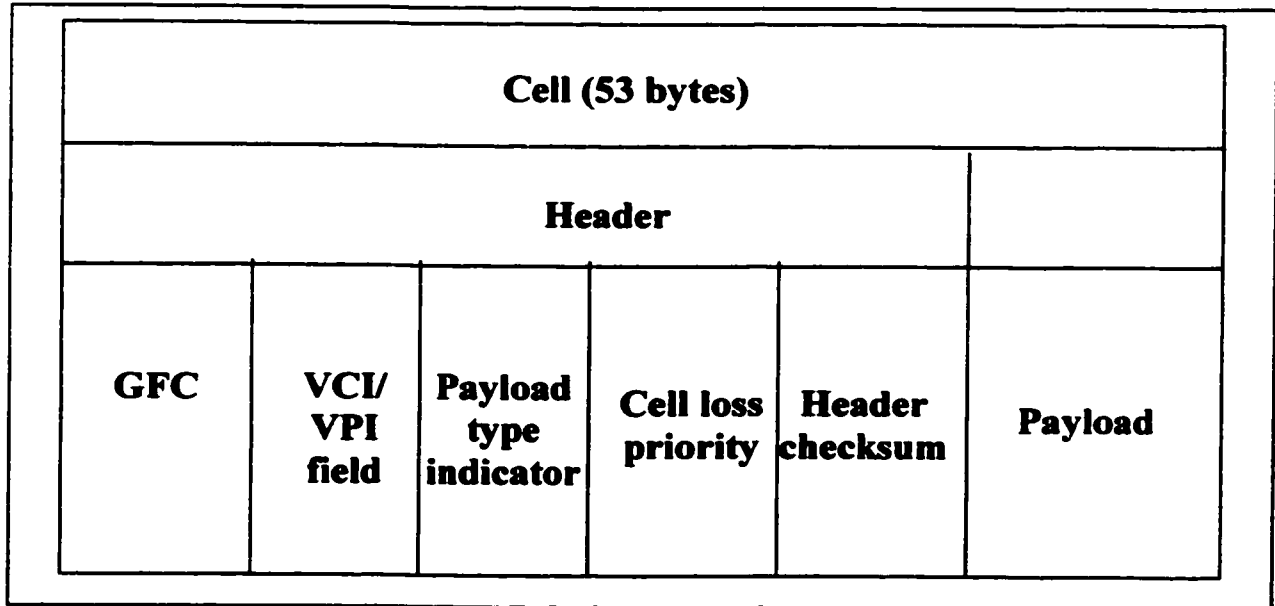 Cell (53 bytes)
Header
GFC
VCI/
VPI
field
Payload
type
indicator
Cell loss
priority
Header
checksum
Payload